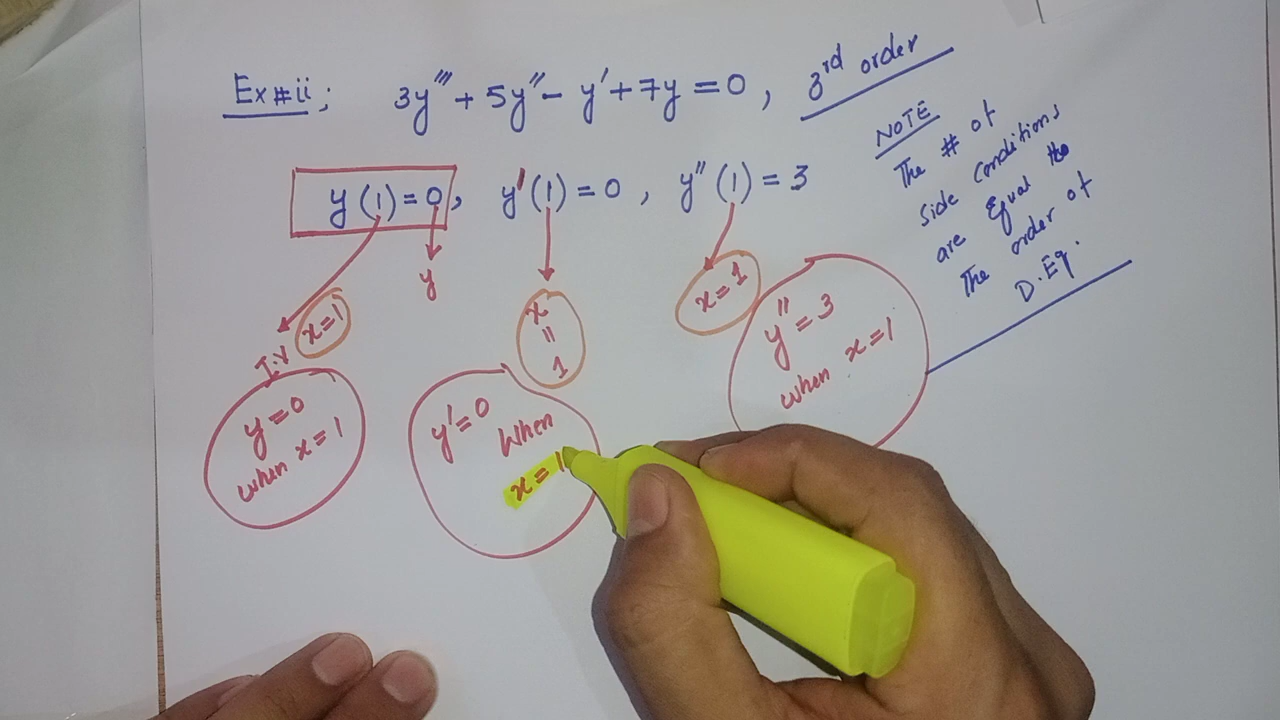 Ex#ii; 3y''' + 5y'' - y' + 7y = 0, 3rd order
y(1)=0, y'(1)=0, y''(1)=3
y
x=1
x
"
1
x=1
I.V
y=0
when x=1
y'=0
When
x=1
y''=3
when x=1
NOTE
The # of
side conditions
are Equal the
The order of
D.Eq.